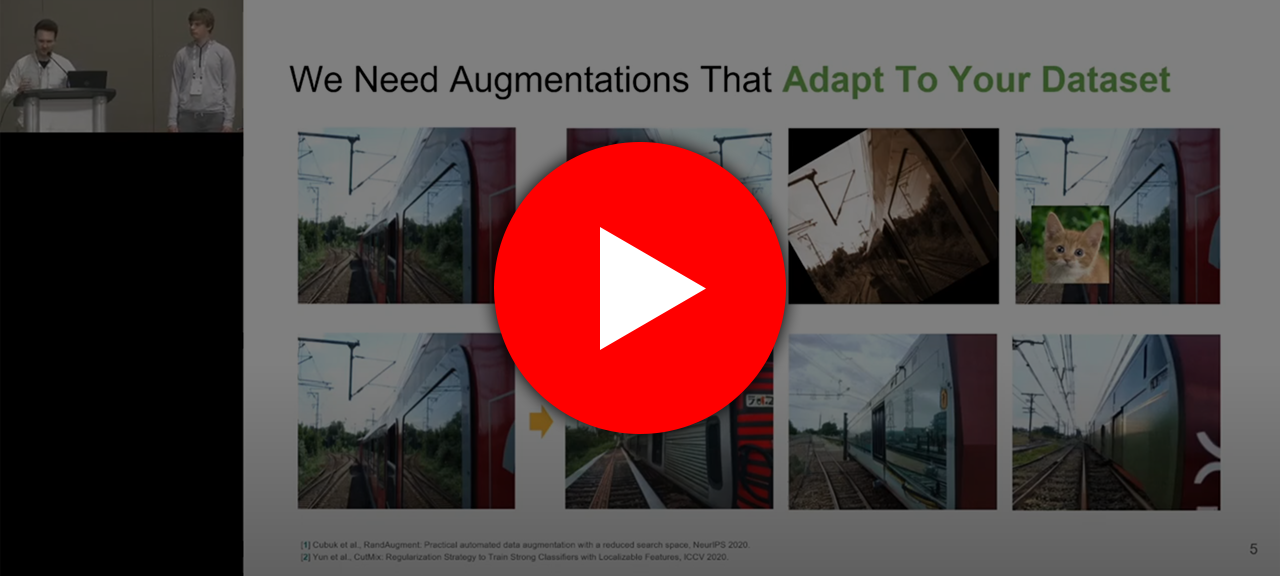 We Need Augmentations That Adapt To Your Dataset
[1] Cubuk et al., RandAugment: Practical automated data augmentation with a reduced search space, NeurIPS 2020.
[2] Yun et al., CutMix: Regularization Strategy to Train Strong Classifiers with Localizable Features, ICCV 2020.
5